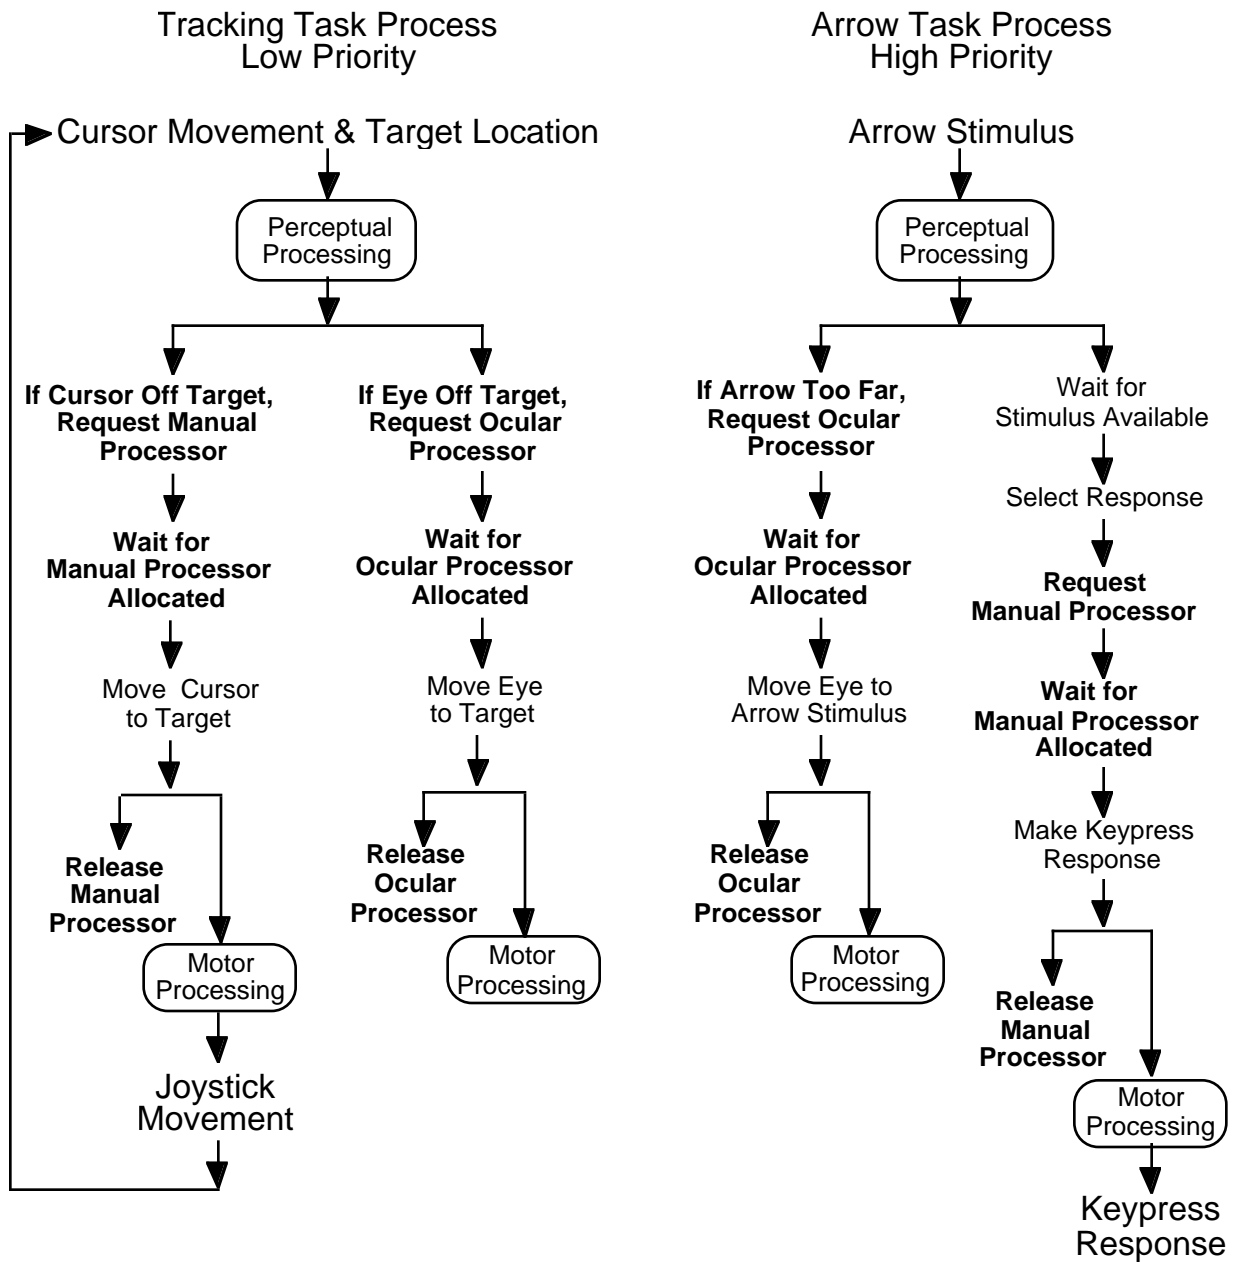 Tracking Task Process
Low Priority
Cursor Movement & Target Location
Perceptual
Processing
If Cursor Off Target,
Request Manual
Processor
Wait for
Manual Processor
Allocated
Move Cursor
to Target
Release
Manual
Processor
Motor
Processing
Joystick
Movement
If Eye Off Target,
Request Ocular
Processor
Wait for
Ocular Processor
Allocated
Move Eye
to Target
Release
Ocular
Processor
Motor
Processing
Arrow Task Process
High Priority
Arrow Stimulus
Perceptual
Processing
If Arrow Too Far,
Request Ocular
Processor
Wait for
Ocular Processor
Allocated
Move Eye to
Arrow Stimulus
Release
Ocular
Processor
Motor
Processing
Wait for
Stimulus Available
Select Response
Request
Manual Processor
Wait for
Manual Processor
Allocated
Make Keypress
Response
Release
Manual
Processor
Motor
Processing
Keypress
Response